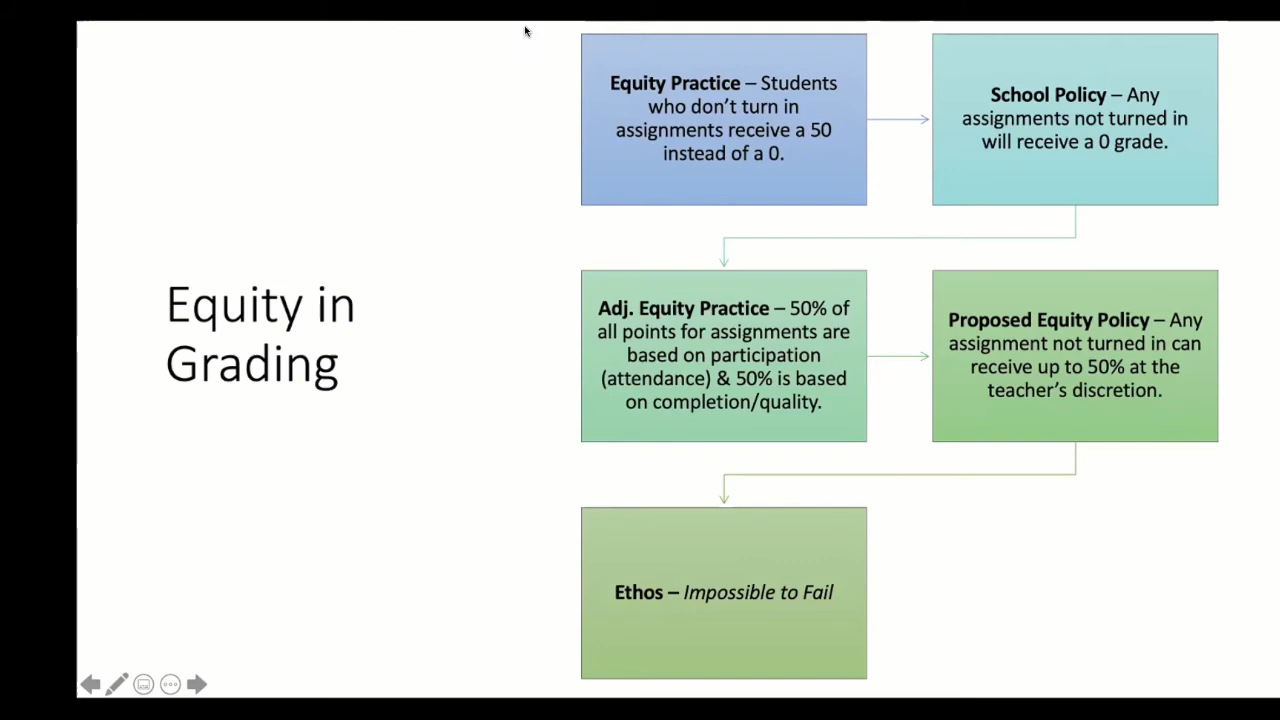 Equity in
Grading
Equity Practice – Students
who don’t turn in
assignments receive a 50
instead of a 0.
School Policy – Any
assignments not turned in
will receive a 0 grade.
Adj. Equity Practice – 50% of
all points for assignments are
based on participation
(attendance) & 50% is based
on completion/quality.
Proposed Equity Policy – Any
assignment not turned in can
receive up to 50% at the
teacher’s discretion.
Ethos – Impossible to Fail